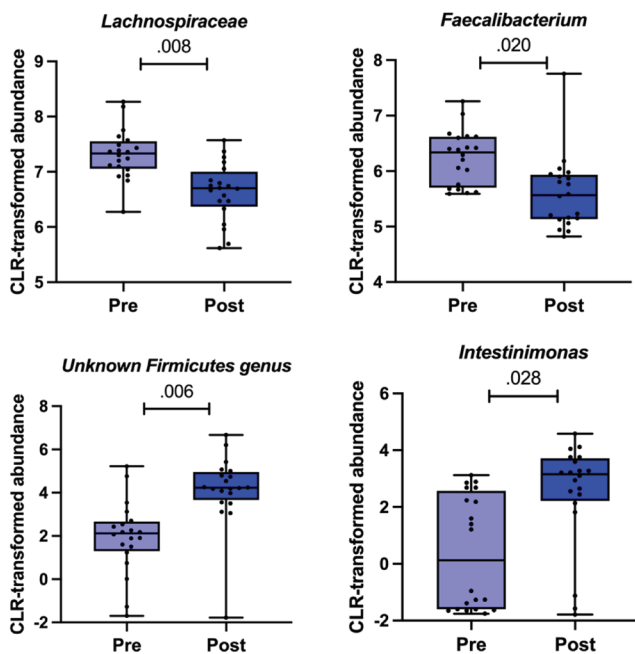 Lachnospiraceae
.008
CLR-transformed abundance
9
8
7
6
5
Pre Post
Faecalibacterium
.020
CLR-transformed abundance
8
7
6
5
4
Pre Post
Unknown Firmicutes genus
.006
CLR-transformed abundance
8
6
4
2
0
-2
Pre Post
Intestinimonas
.028
CLR-transformed abundance
6
4
2
0
-2
Pre Post